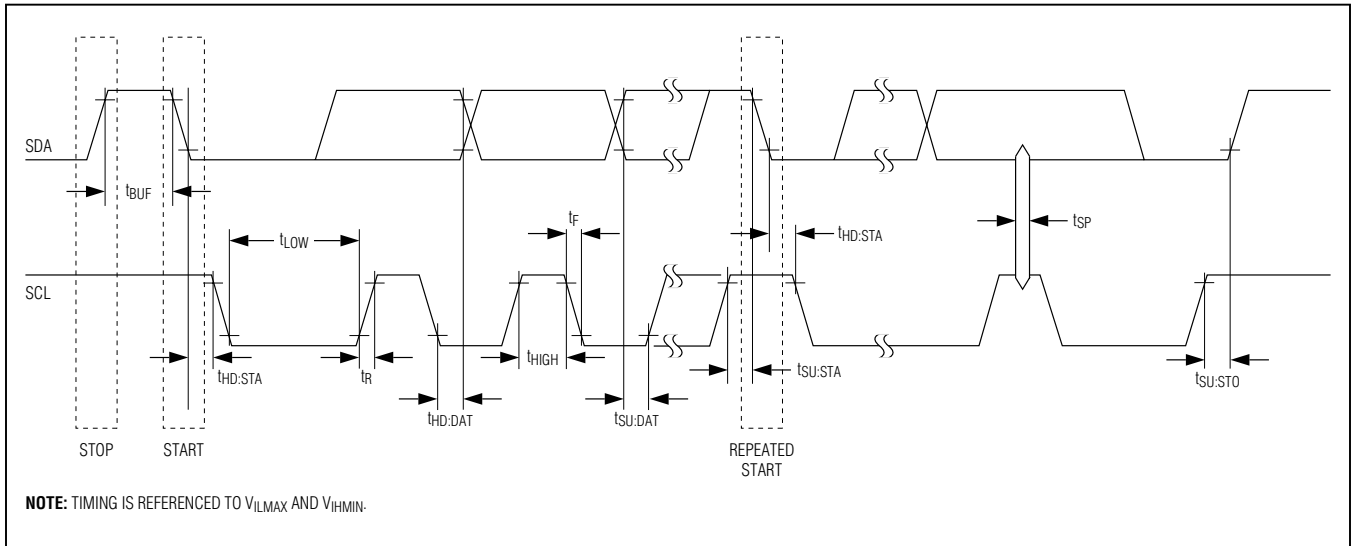 SDA
tBUF
tLOW
tF
tHD:STA
tSP
SCL
tHD:STA
tR
tHD:DAT
tHIGH
tSU:DAT
tSU:STA
tSU:STO
STOP
START
REPEATED
START
NOTE: TIMING IS REFERENCED TO VILMAX AND VIHMIN.